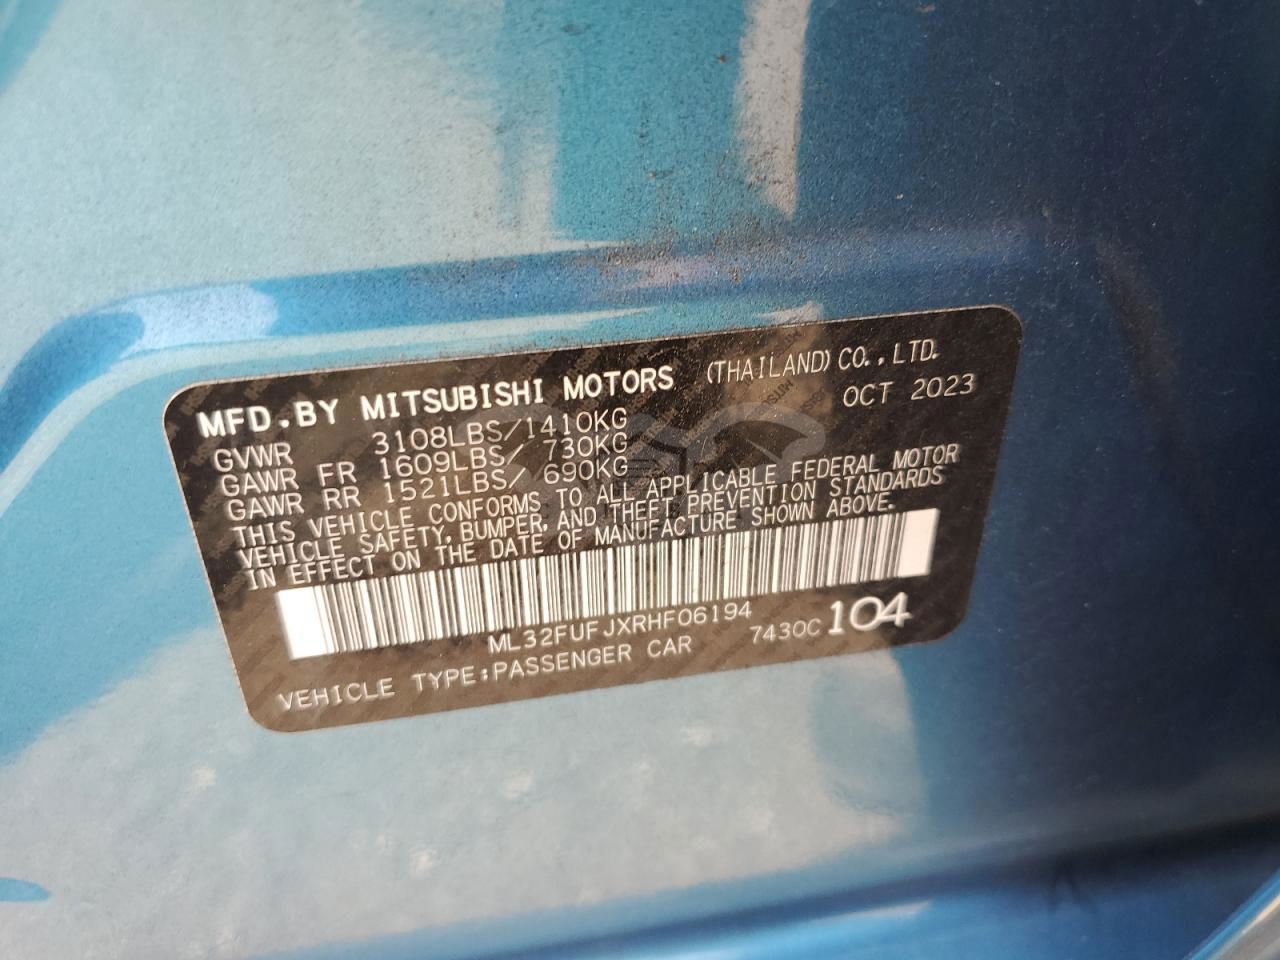 MFD.BY MITSUBISHI MOTORS (THAILAND) CO.,LTD.
OCT 2023
GVWR 3108LBS/1410KG
GAWR FR 1609LBS/ 730KG
GAWR RR 1521LBS/ 690KG
THIS VEHICLE CONFORMS TO ALL APPLICABLE FEDERAL MOTOR
VEHICLE SAFETY, BUMPER, AND THEFT PREVENTION STANDARDS
IN EFFECT ON THE DATE OF MANUFACTURE SHOWN ABOVE.
ML32FUFJXRHF06194
VEHICLE TYPE:PASSENGER CAR 7430C 104